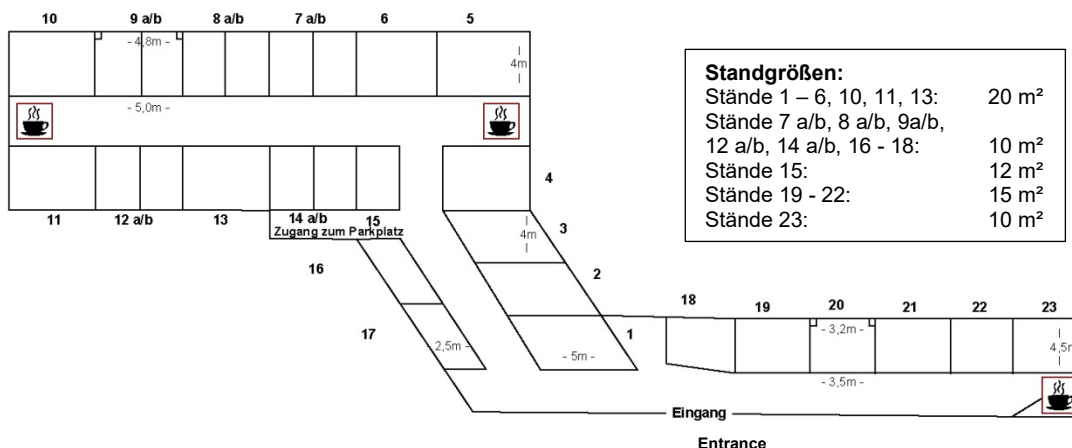 10 9 a/b 8 a/b 7 a/b 6 5
- 4,8m -
4m
- 5,0m -
Standgrößen:
Stände 1 – 6, 10, 11, 13: 20 m²
Stände 7 a/b, 8 a/b, 9a/b,
12 a/b, 14 a/b, 16 - 18: 10 m²
Stände 15: 12 m²
Stände 19 - 22: 15 m²
Stände 23: 10 m²
4
11 12 a/b 13 14 a/b 15
Zugang zum Parkplatz
4m
3
16
2
17
18 19 20 21 22 23
- 3,2m -
1
- 2,5m -
- 5m -
4,5m
- 3,5m -
Eingang
Entrance